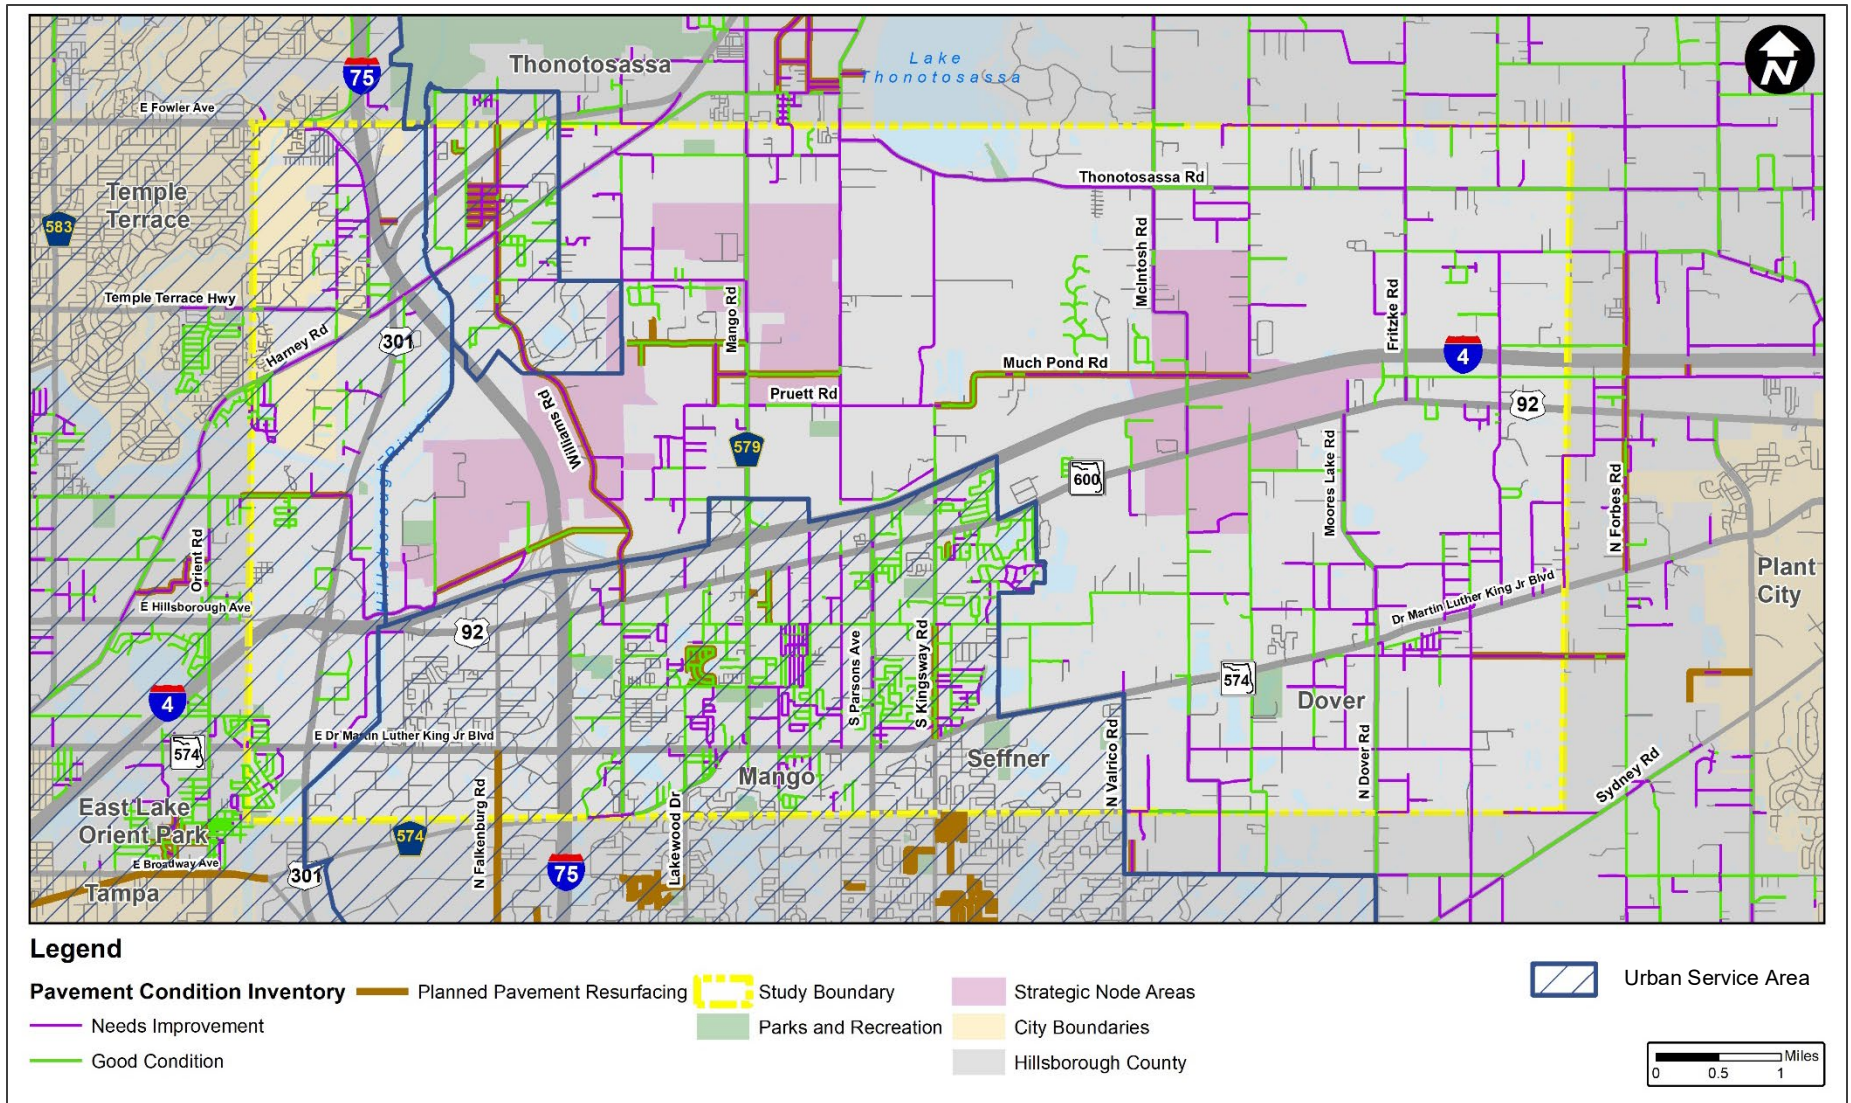 Thonotosassa
Lake
Thonotosassa
N
75
E Fowler Ave
Temple
Terrace
583
Thonotosassa Rd
McIntosh Rd
Temple Terrace Hwy
Harney Rd
301
Mango Rd
Fritzke Rd
4
Much Pond Rd
Pruett Rd
92
Williams Rd
579
600
Moores Lake Rd
N Forbes Rd
Hillsborough River
Orient Rd
Plant
City
E Hillsborough Ave
92
Dr Martin Luther King Jr Blvd
S Parsons Ave
S Kingsway Rd
574
Dover
4
574
E Dr Martin Luther King Jr Blvd
Seffner
N Valrico Rd
N Dover Rd
Mango
Sydney Rd
East Lake
Orient Park
574
N Falkenburg Rd
Lakewood Dr
E Broadway Ave
301
75
Tampa
Legend
Pavement Condition Inventory
Needs Improvement
Good Condition
Planned Pavement Resurfacing
Study Boundary
Parks and Recreation
Strategic Node Areas
City Boundaries
Hillsborough County
Urban Service Area
Miles
0 0.5 1